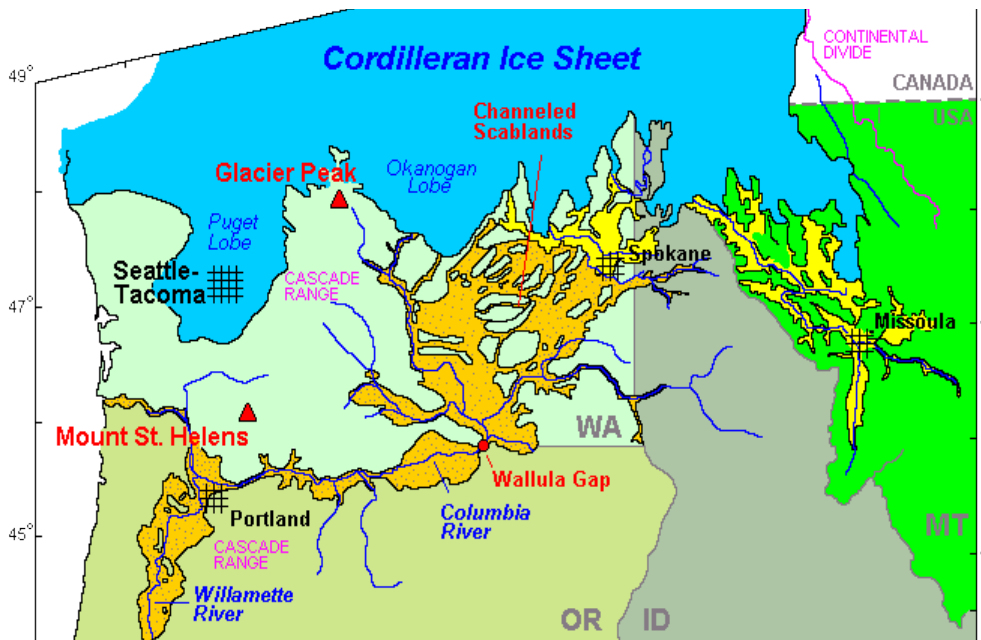 Cordilleran Ice Sheet
CONTINENTAL
DIVIDE
49°
CANADA
USA
Channeled
Scablands
Glacier Peak
Okanogan
Lobe
Puget
Lobe
Spokane
Seattle-
Tacoma
CASCADE
RANGE
47°
Missoula
Mount St. Helens
WA
Wallula Gap
Columbia
River
Portland
45°
MT
CASCADE
RANGE
Willamette
River
OR
ID